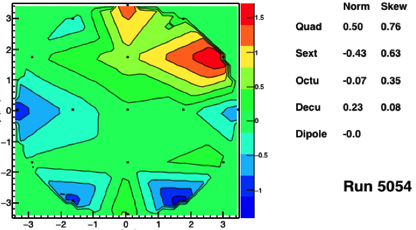 Norm Skew
Quad 0.50 0.76
Sext -0.43 0.63
Octu -0.07 0.35
Decu 0.23 0.08
Dipole -0.0
Run 5054
3
2
1
0
-1
-2
-3
-3 -2 -1 0 1 2 3
1.5
1
0.5
0
-0.5
-1